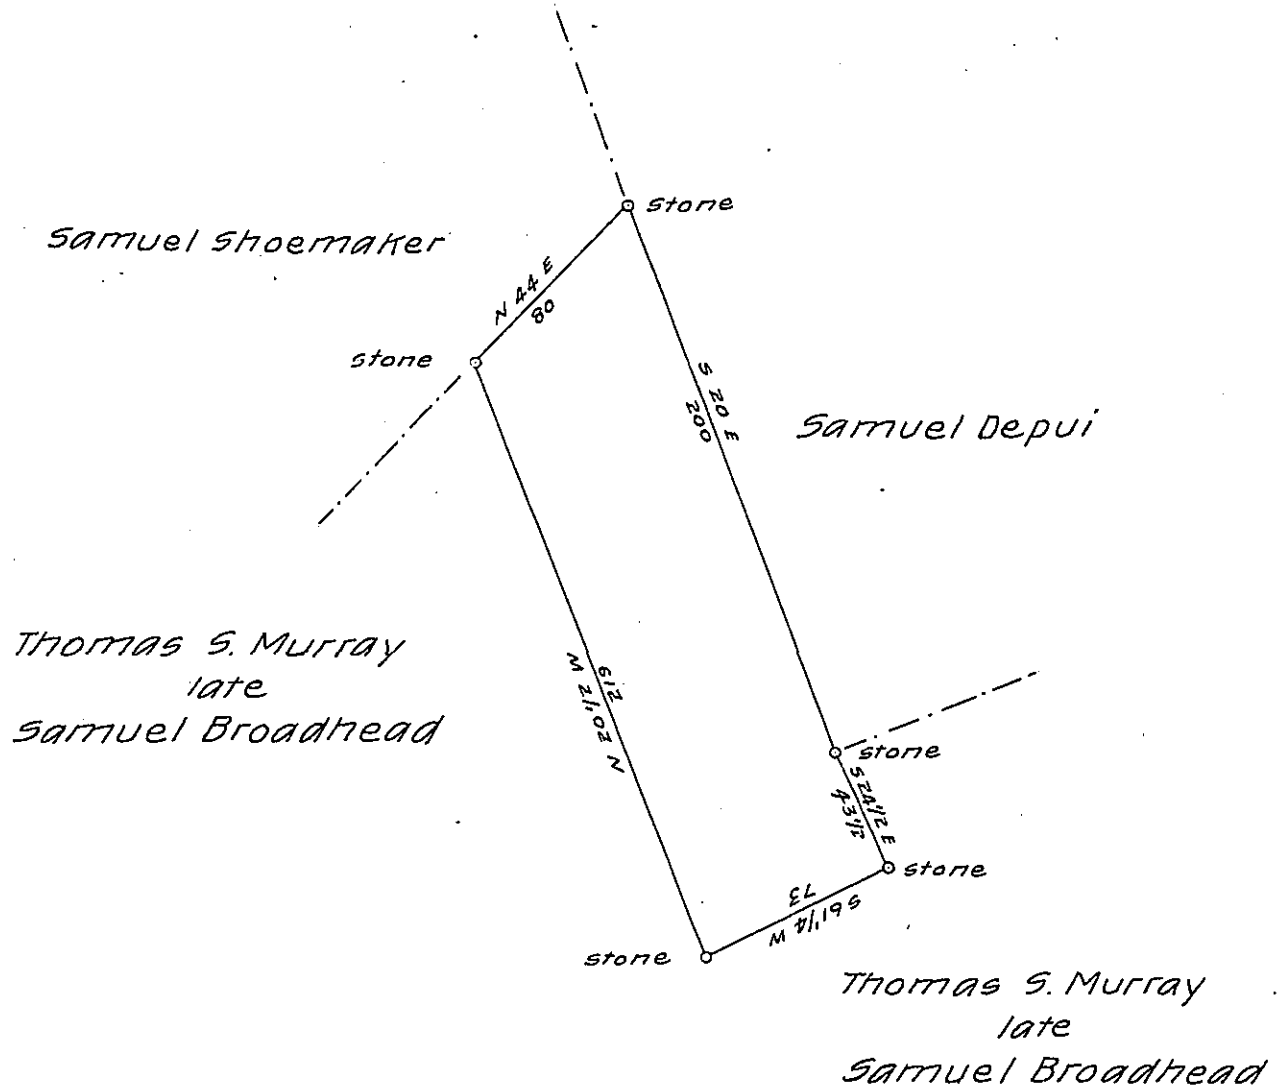 stone
Samuel Shoemaker
N 44 E
80
stone
S 20 E
200
Samuel Depui
Thomas S. Murray
late
Samuel Broadhead
N 20 1/2 W
219
stone
S 24 1/2 E
43 1/2
stone
S 61 1/4 W
73
stone
Thomas S. Murray
late
Samuel Broadhead